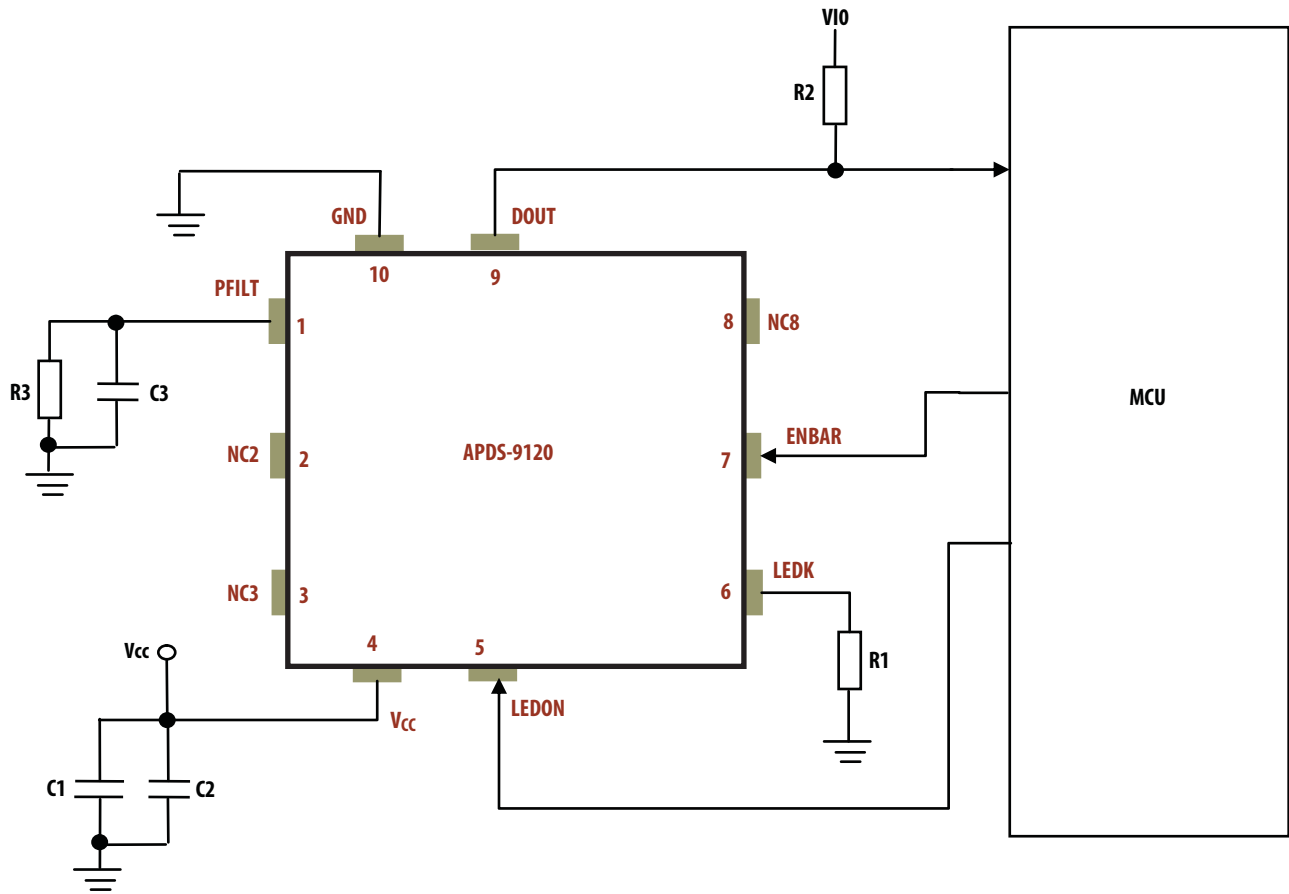 VI0
R2
GND
DOUT
10
9
PFILT
1
8
NC8
R3
C3
MCU
NC2
2
APDS-9120
7
ENBAR
NC3
3
6
LEDK
4
5
R1
Vcc
VCC
LEDON
C1
C2